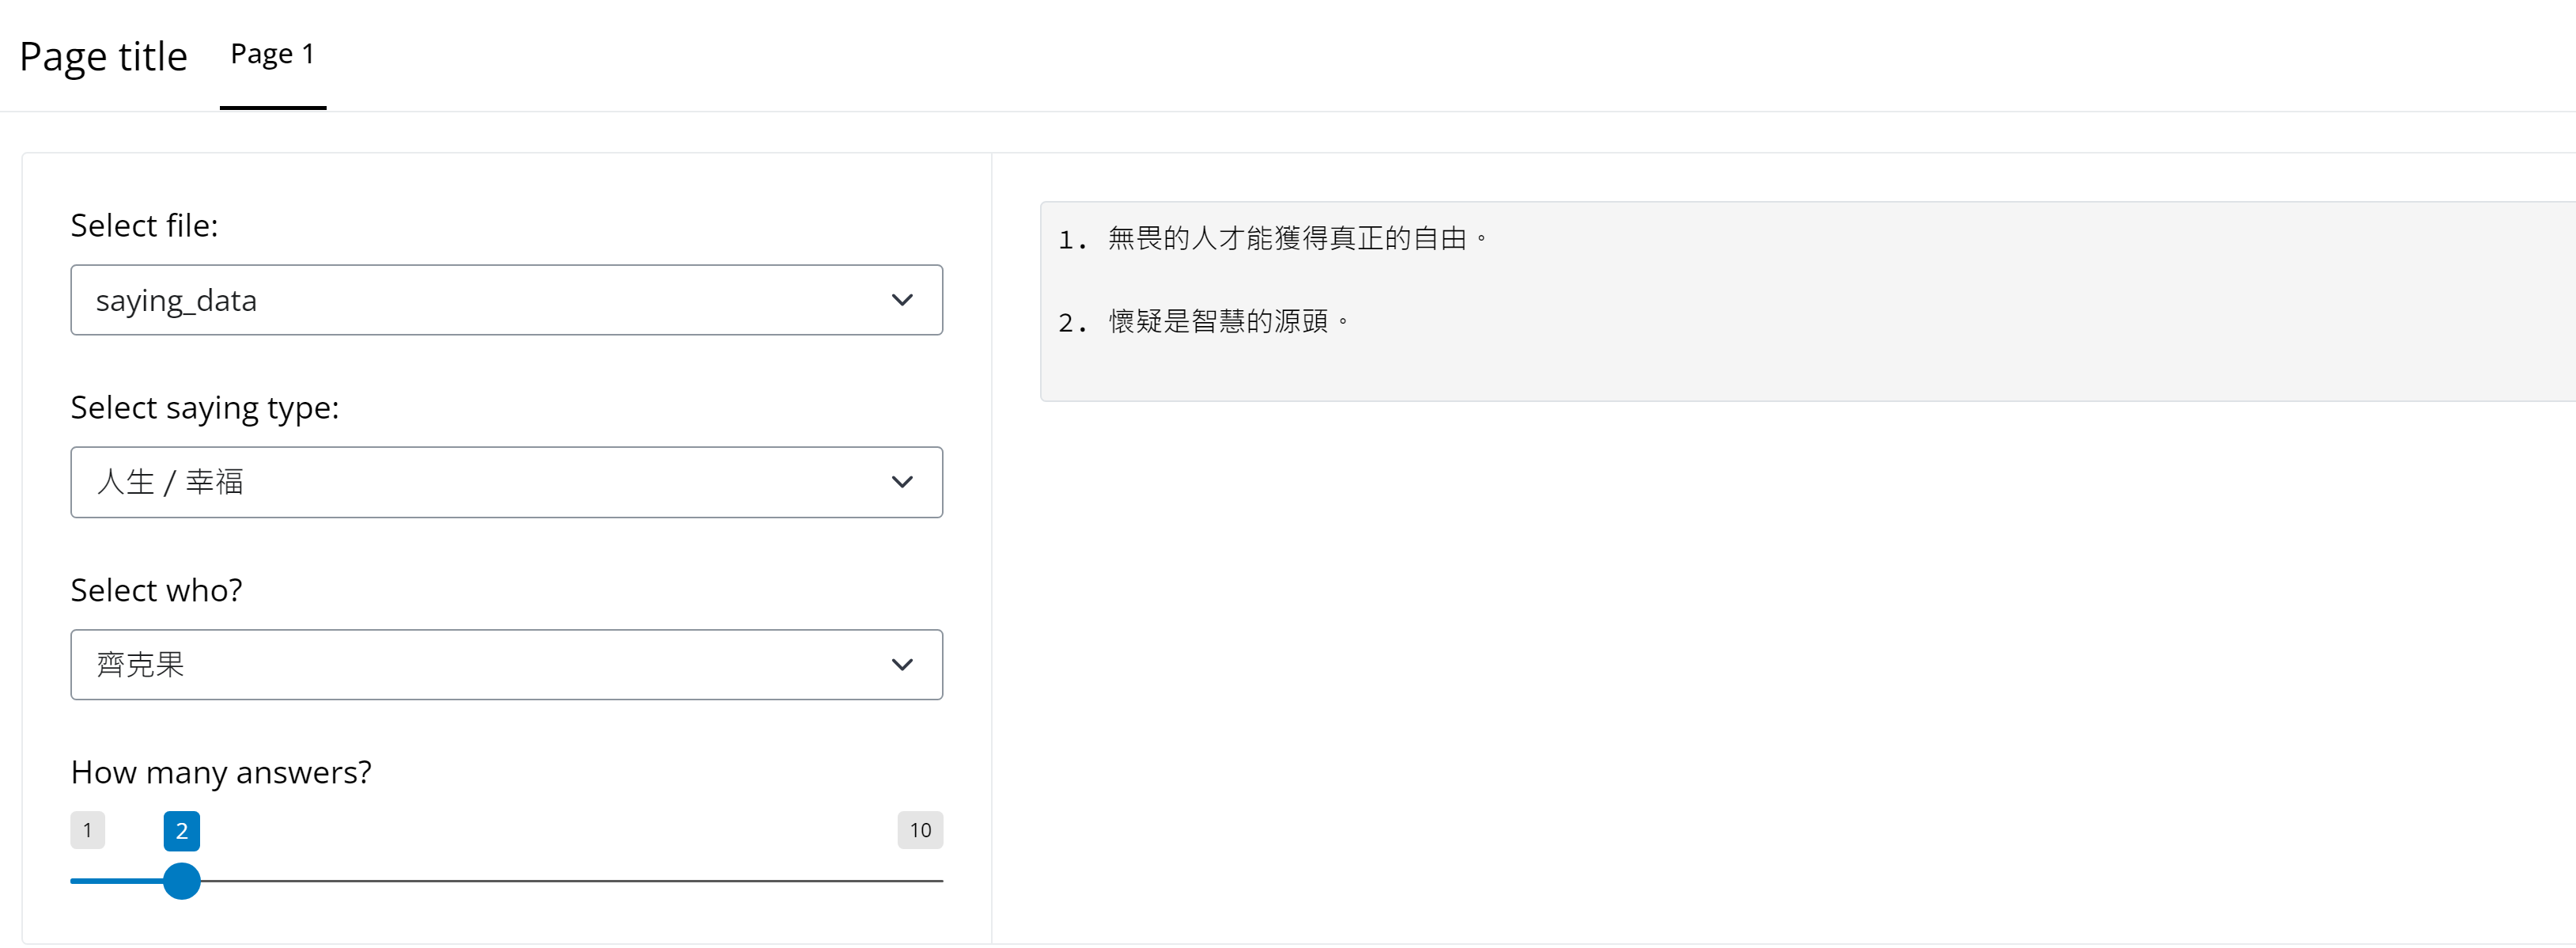 Page title
Page 1
Select file:
saying_data
Select saying type:
人生 / 幸福
Select who?
齊克果
How many answers?
1
2
10
1. 無畏的人才能獲得真正的自由。
2. 懷疑是智慧的源頭。